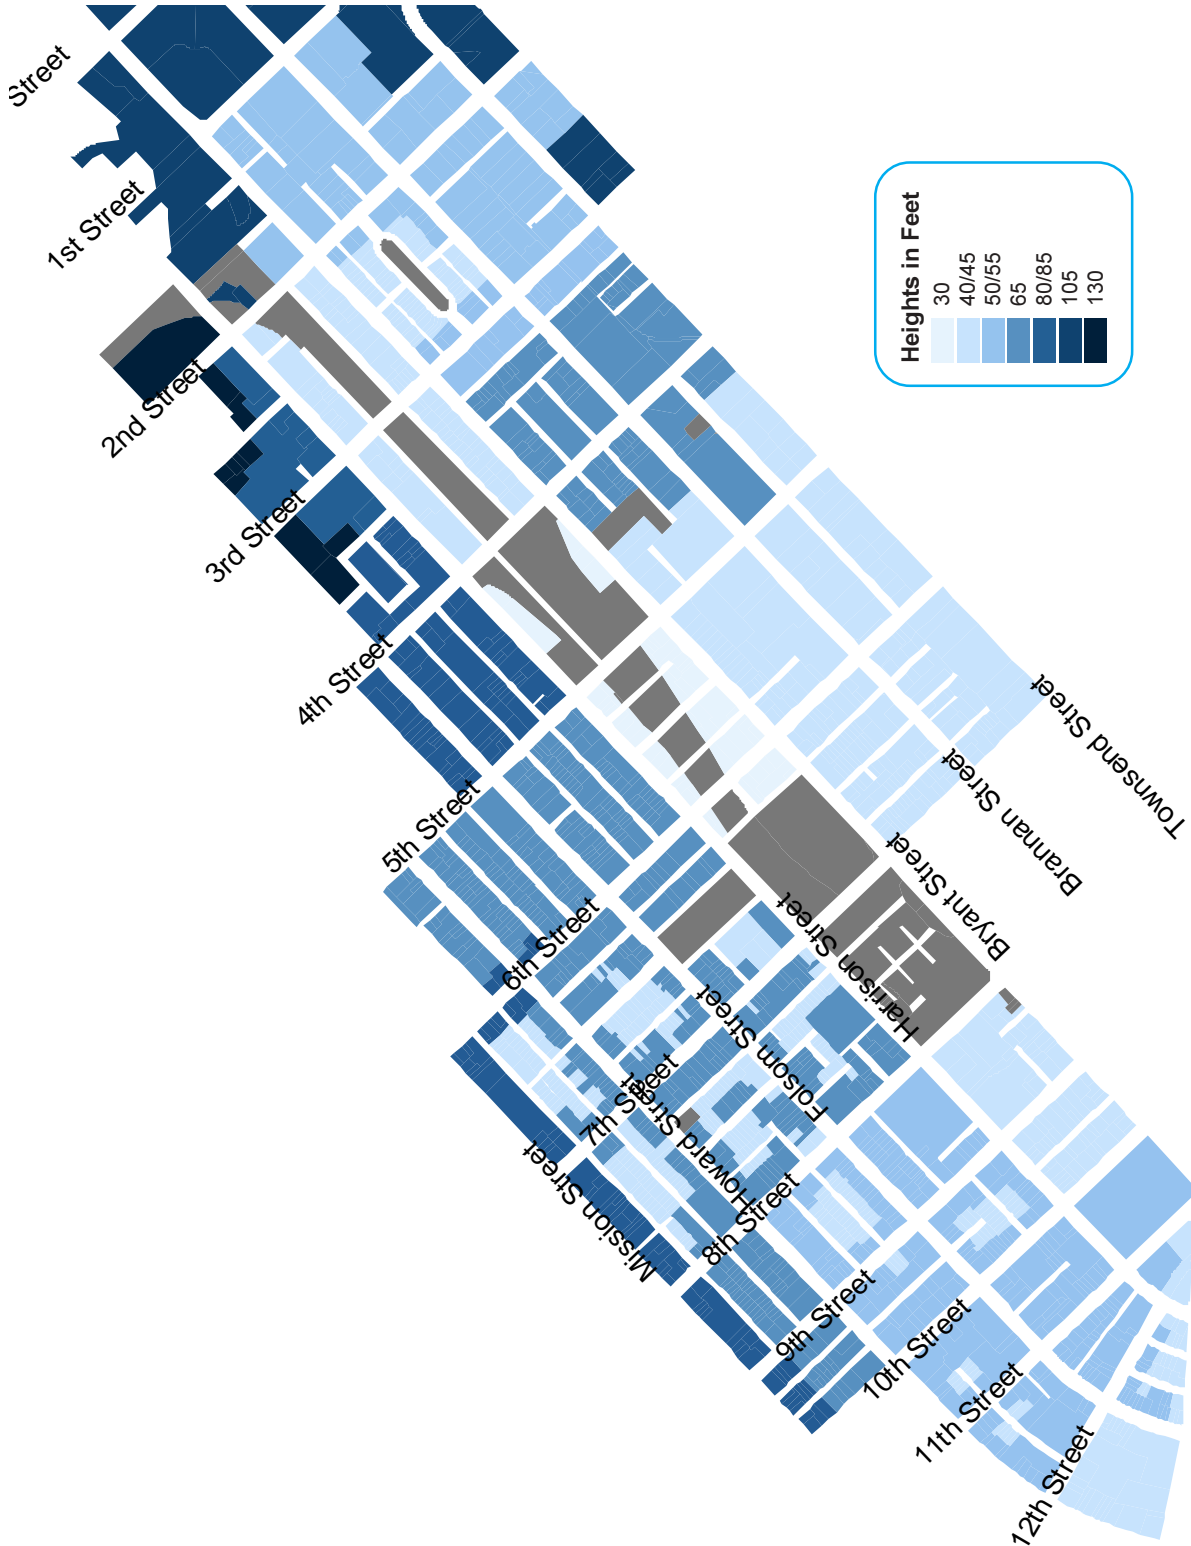 Street
1st Street
2nd Street
3rd Street
4th Street
5th Street
6th Street
7th Street
8th Street
9th Street
10th Street
11th Street
12th Street
Mission Street
Howard Street
Folsom Street
Harrison Street
Bryant Street
Brannan Street
Townsend Street
Heights in Feet
30
40/45
50/55
65
80/85
105
130